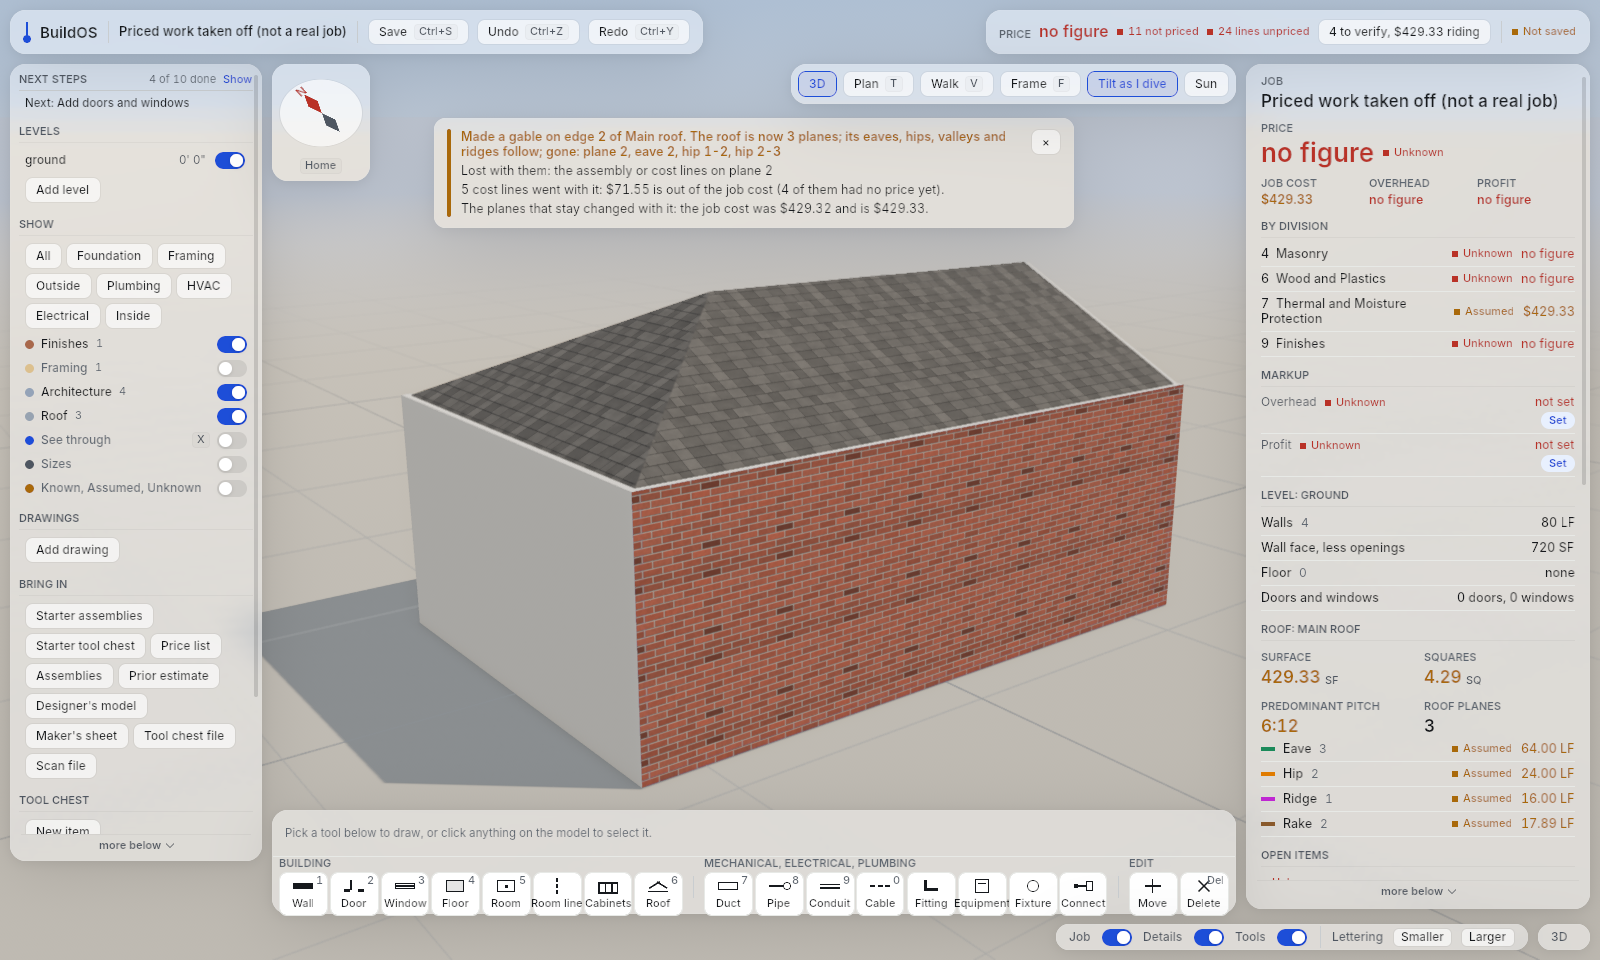 BuildOS
Priced work taken off (not a real job)
Save Ctrl+S
Undo Ctrl+Z
Redo Ctrl+Y
PRICE no figure 11 not priced 24 lines unpriced 4 to verify, $429.33 riding Not saved
NEXT STEPS 4 of 10 done Show
Next: Add doors and windows
LEVELS
ground 0' 0"
Add level
SHOW
All Foundation Framing
Outside Plumbing HVAC
Electrical Inside
Finishes 1
Framing 1
Architecture 4
Roof 3
See through X
Sizes
Known, Assumed, Unknown
DRAWINGS
Add drawing
BRING IN
Starter assemblies
Starter tool chest Price list
Assemblies Prior estimate
Designer's model
Maker's sheet Tool chest file
Scan file
TOOL CHEST
New item
more below
N
Home
3D Plan T Walk V Frame F Tilt as I dive Sun
Made a gable on edge 2 of Main roof. The roof is now 3 planes; its eaves, hips, valleys and
ridges follow; gone: plane 2, eave 2, hip 1-2, hip 2-3
Lost with them: the assembly or cost lines on plane 2
5 cost lines went with it: $71.55 is out of the job cost (4 of them had no price yet).
The planes that stay changed with it: the job cost was $429.32 and is $429.33.
×
Pick a tool below to draw, or click anything on the model to select it.
BUILDING
Wall 1
Door 2
Window 3
Floor 4
Room 5
Room line
Cabinets
Roof 6
MECHANICAL, ELECTRICAL, PLUMBING
Duct 7
Pipe 8
Conduit 9
Cable 0
Fitting
Equipment
Fixture
Connect
EDIT
Move
Delete Del
JOB
Priced work taken off (not a real job)
PRICE
no figure Unknown
JOB COST OVERHEAD PROFIT
$429.33 no figure no figure
BY DIVISION
4 Masonry Unknown no figure
6 Wood and Plastics Unknown no figure
7 Thermal and Moisture
Protection Assumed $429.33
9 Finishes Unknown no figure
MARKUP
Overhead Unknown not set
Set
Profit Unknown not set
Set
LEVEL: GROUND
Walls 4 80 LF
Wall face, less openings 720 SF
Floor 0 none
Doors and windows 0 doors, 0 windows
ROOF: MAIN ROOF
SURFACE SQUARES
429.33 SF 4.29 SQ
PREDOMINANT PITCH ROOF PLANES
6:12 3
Eave 3 Assumed 64.00 LF
Hip 2 Assumed 24.00 LF
Ridge 1 Assumed 16.00 LF
Rake 2 Assumed 17.89 LF
OPEN ITEMS
more below
Job Details Tools Lettering Smaller Larger 3D